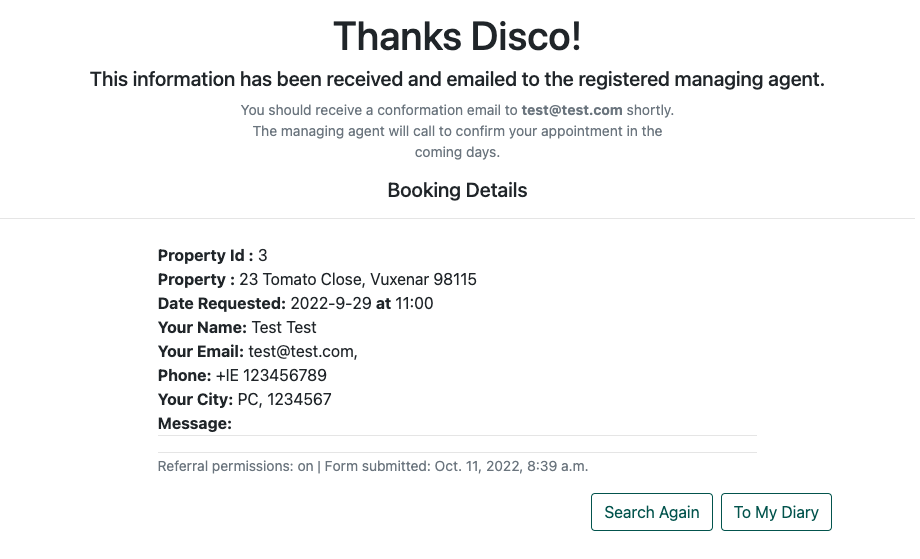 Thanks Disco!
This information has been received and emailed to the registered managing agent.
You should receive a conformation email to test@test.com shortly.
The managing agent will call to confirm your appointment in the
coming days.
Booking Details
Property Id : 3
Property : 23 Tomato Close, Vuxenar 98115
Date Requested: 2022-9-29 at 11:00
Your Name: Test Test
Your Email: test@test.com,
Phone: +IE 123456789
Your City: PC, 1234567
Message:
Referral permissions: on | Form submitted: Oct. 11, 2022, 8:39 a.m.
Search Again
To My Diary